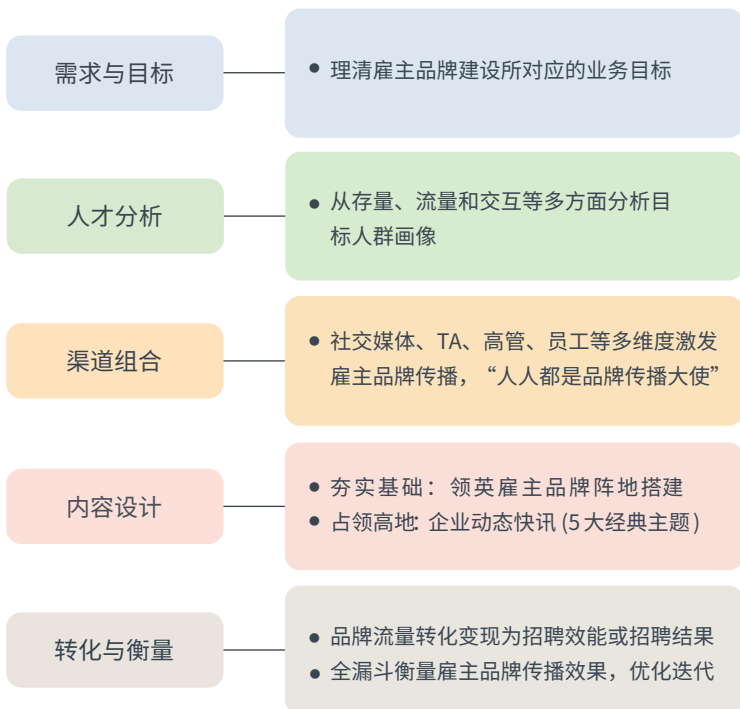 需求与目标
● 理清雇主品牌建设所对应的业务目标
人才分析
● 从存量、流量和交互等多方面分析目
标人群画像
渠道组合
● 社交媒体、TA、高管、员工等多维度激发
雇主品牌传播，“人人都是品牌传播大使”
内容设计
● 夯实基础：领英雇主品牌阵地搭建
● 占领高地：企业动态快讯 (5大经典主题)
转化与衡量
● 品牌流量转化变现为招聘效能或招聘结果
● 全漏斗衡量雇主品牌传播效果，优化迭代